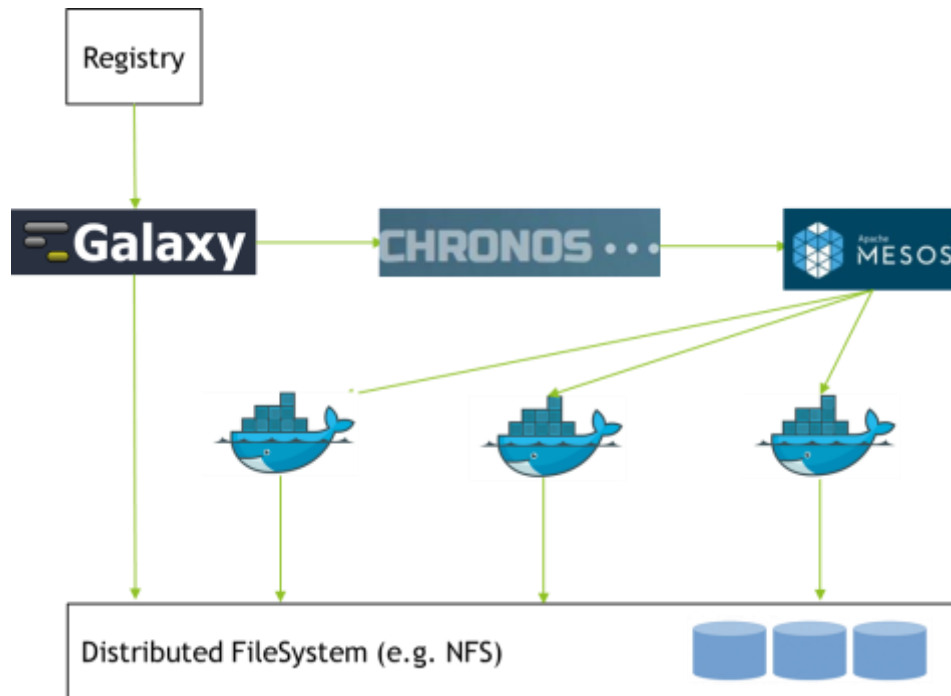 Registry
Galaxy
CHRONOS
Apache
MESOS
Distributed FileSystem (e.g. NFS)